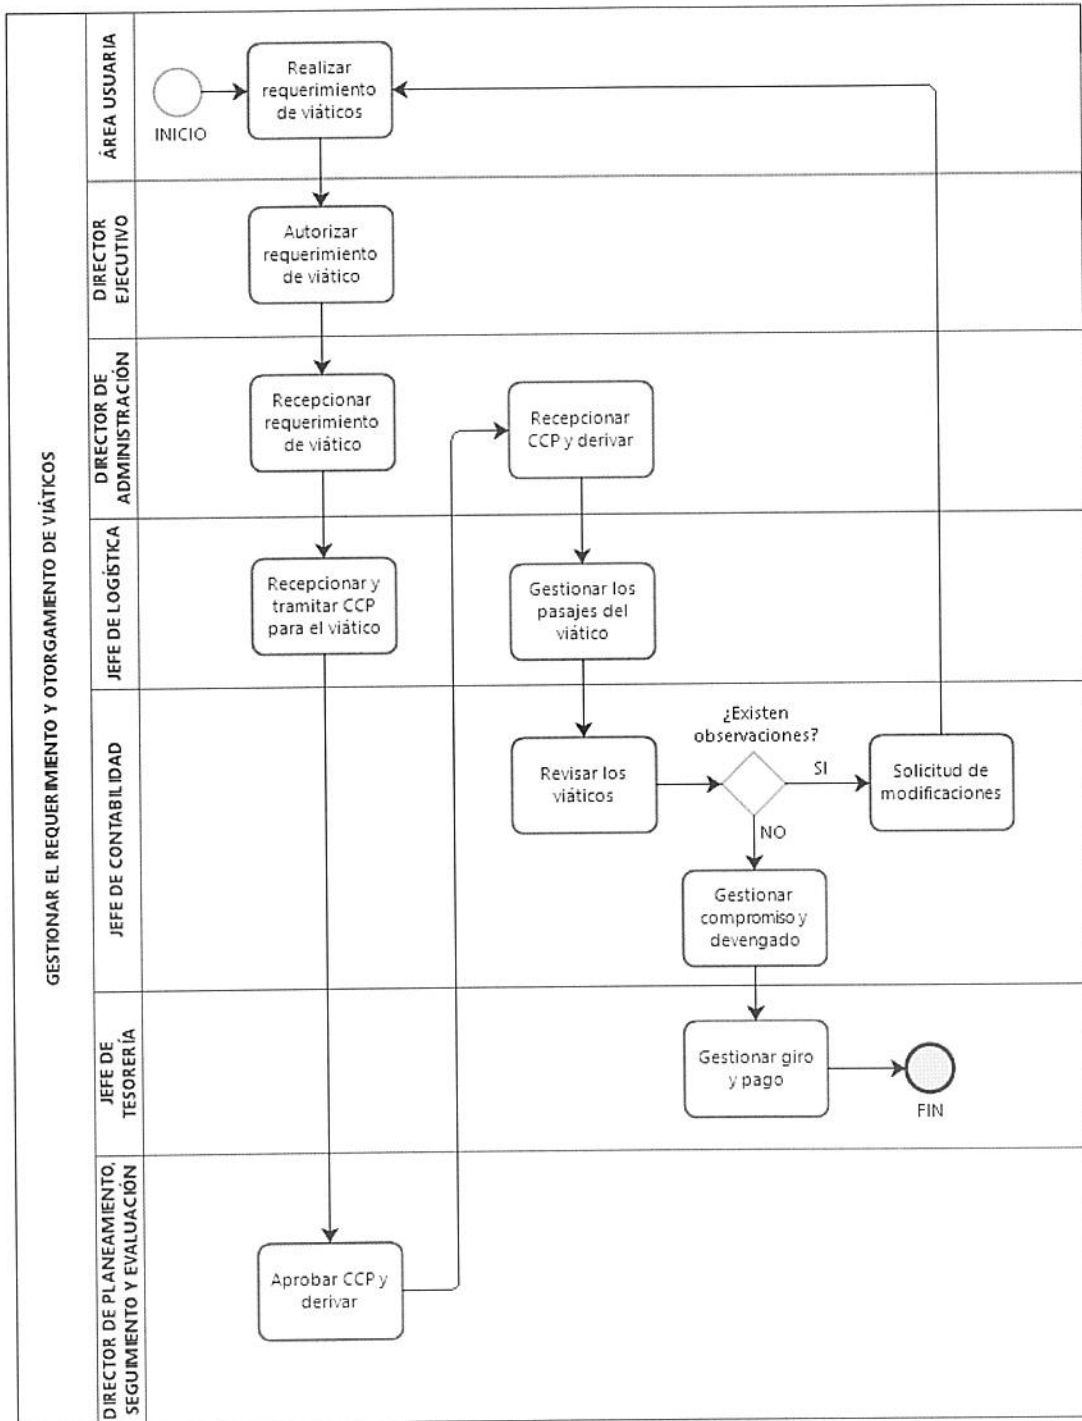 GESTIONAR EL REQUERIMIENTO Y OTORGAMIENTO DE VIÁTICOS
ÁREA USUARIA
INICIO
Realizar
requerimiento
de viáticos
DIRECTOR
EJECUTIVO
Autorizar
requerimiento
de viático
DIRECTOR DE
ADMINISTRACIÓN
Recepcionar
requerimiento
de viático
Recepcionar
CCP y derivar
JEFE DE LOGÍSTICA
Recepcionar y
tramitar CCP
para el viático
Gestionar los
pasajes del
viático
JEFE DE CONTABILIDAD
Revisar los
viáticos
¿Existen
observaciones?
SI
Solicitud de
modificaciones
NO
Gestionar
compromiso y
devengado
JEFE DE
TESORERÍA
Gestionar giro
y pago
FIN
DIRECTOR DE PLANEAMIENTO,
SEGUIMIENTO Y EVALUACIÓN
Aprobar CCP y
derivar